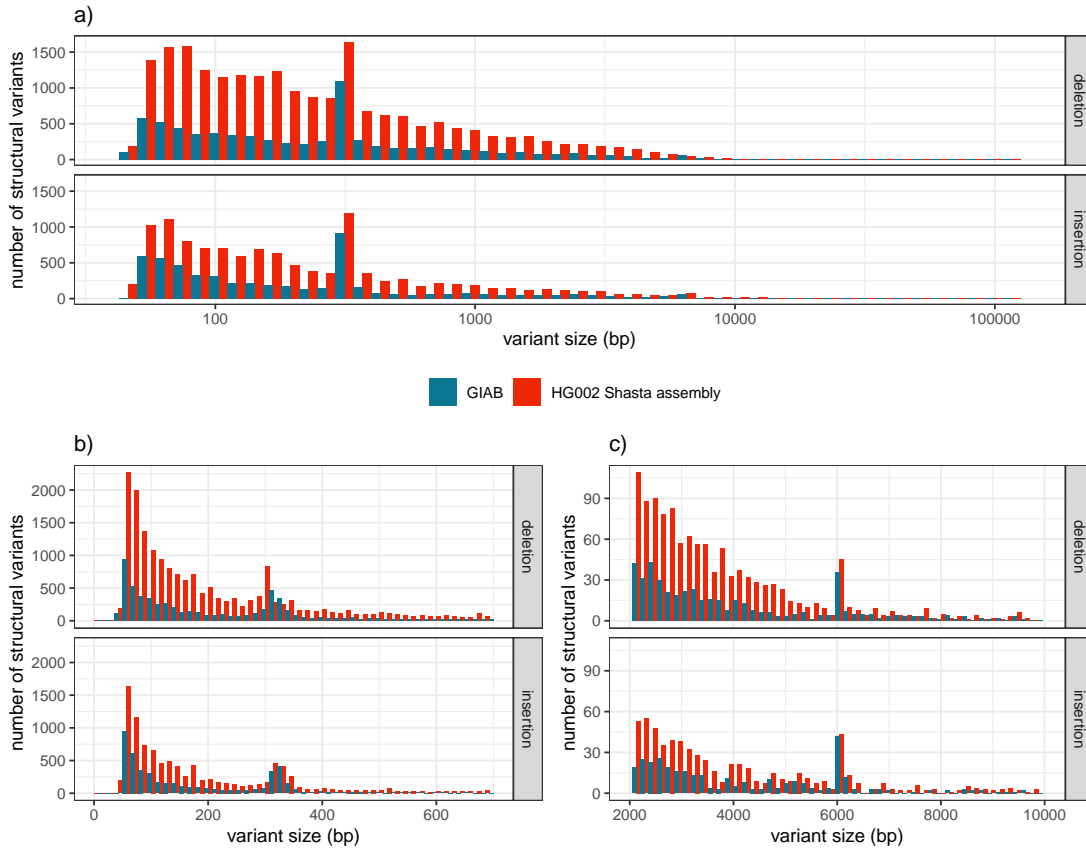 a)
number of structural variants
1500
1000
500
0
deletion
1500
1000
500
0
insertion
100
1000
10000
100000
variant size (bp)
GIAB
HG002 Shasta assembly
b)
number of structural variants
2000
1500
1000
500
0
deletion
2000
1500
1000
500
0
insertion
0
200
400
600
variant size (bp)
c)
number of structural variants
90
60
30
0
deletion
90
60
30
0
insertion
2000
4000
6000
8000
10000
variant size (bp)